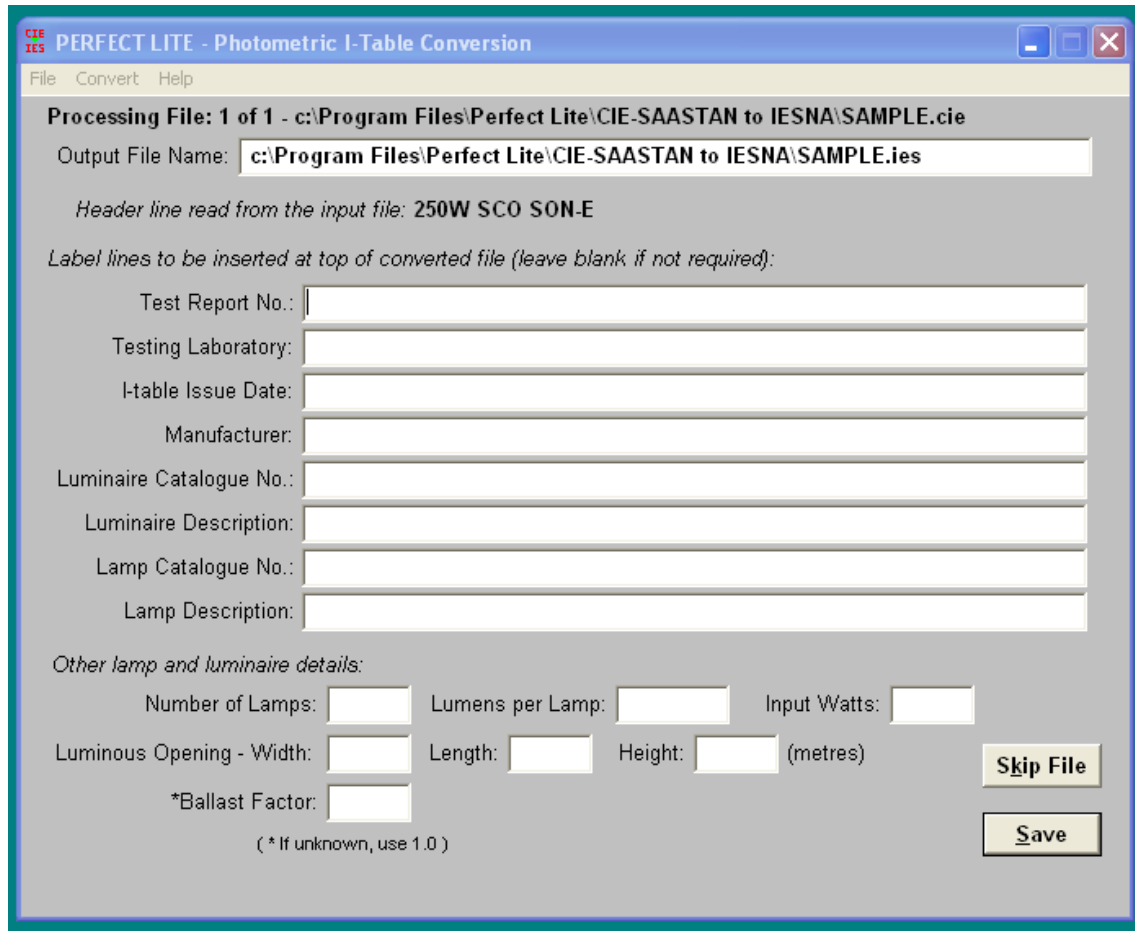 CIE
IES
PERFECT LITE - Photometric I-Table Conversion
File Convert Help
Processing File: 1 of 1 - c:\Program Files\Perfect Lite\CIE-SAASTAN to IESNA\SAMPLE.cie
Output File Name: c:\Program Files\Perfect Lite\CIE-SAASTAN to IESNA\SAMPLE.ies
Header line read from the input file: 250W SCO SON-E
Label lines to be inserted at top of converted file (leave blank if not required):
Test Report No.:
Testing Laboratory:
I-table Issue Date:
Manufacturer:
Luminaire Catalogue No.:
Luminaire Description:
Lamp Catalogue No.:
Lamp Description:
Other lamp and luminaire details:
Number of Lamps: Lumens per Lamp: Input Watts:
Luminous Opening - Width: Length: Height: (metres)
Skip File
*Ballast Factor:
Save
( * If unknown, use 1.0 )